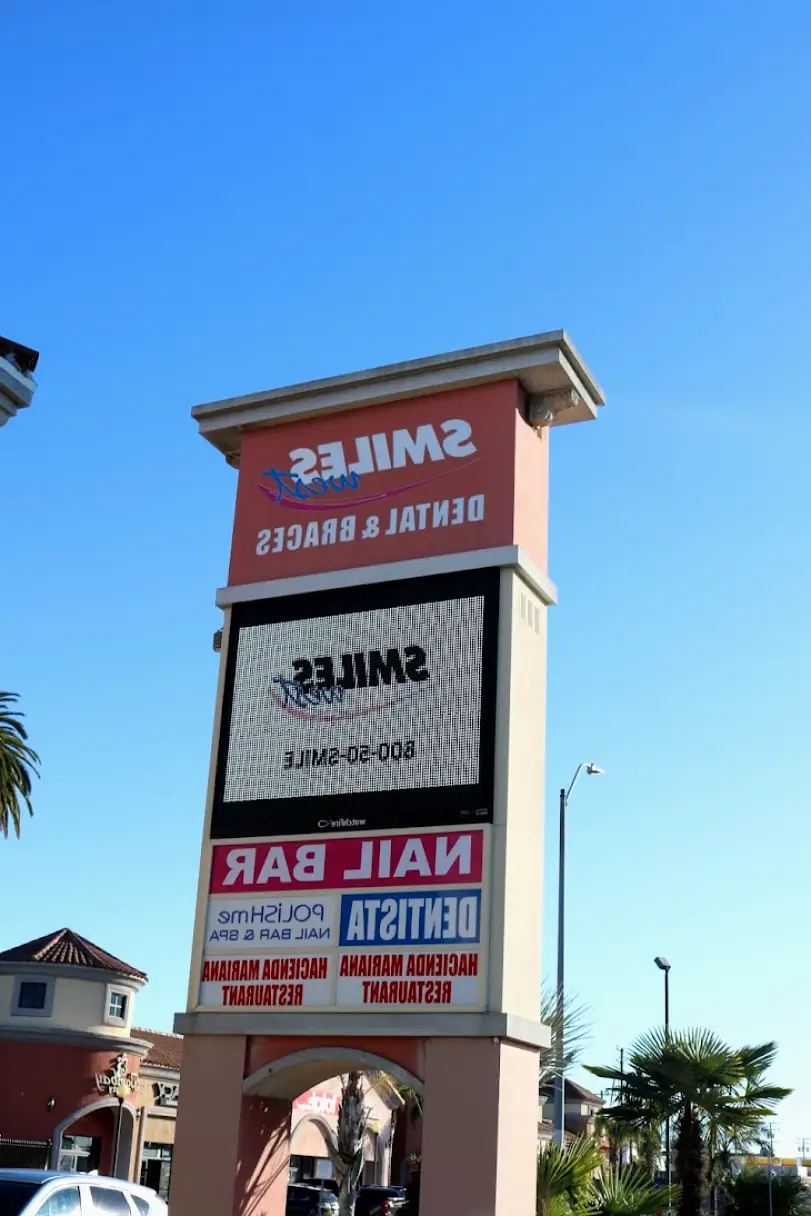 SMILES
west
DENTAL & BRACES
SMILES
west
800-50-SMILE
watchfire
NAIL BAR
DENTISTA
POLiSHme
NAIL BAR & SPA
HACIENDA MARIANA
RESTAURANT
HACIENDA MARIANA
RESTAURANT